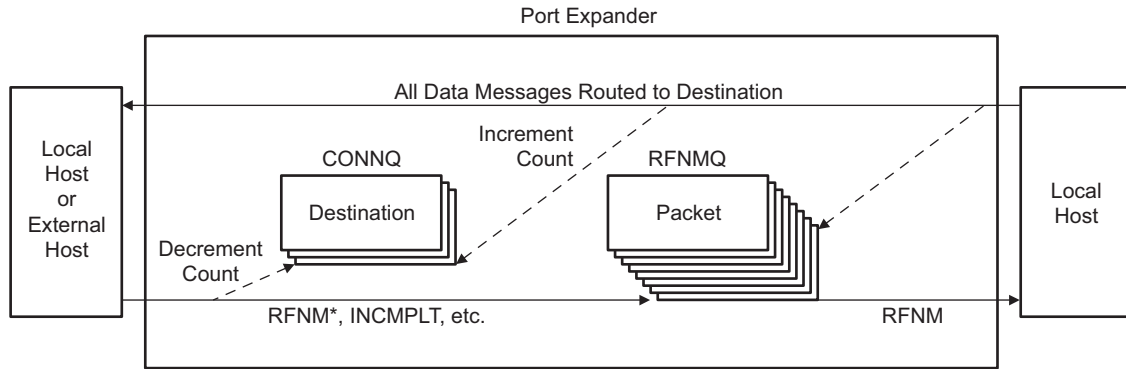 Port Expander
All Data Messages Routed to Destination
Local
Host
or
External
Host
Increment
Count
CONNQ
RFNMQ
Destination
Packet
Local
Host
Decrement
Count
RFNM*, INCMPLT, etc.
RFNM